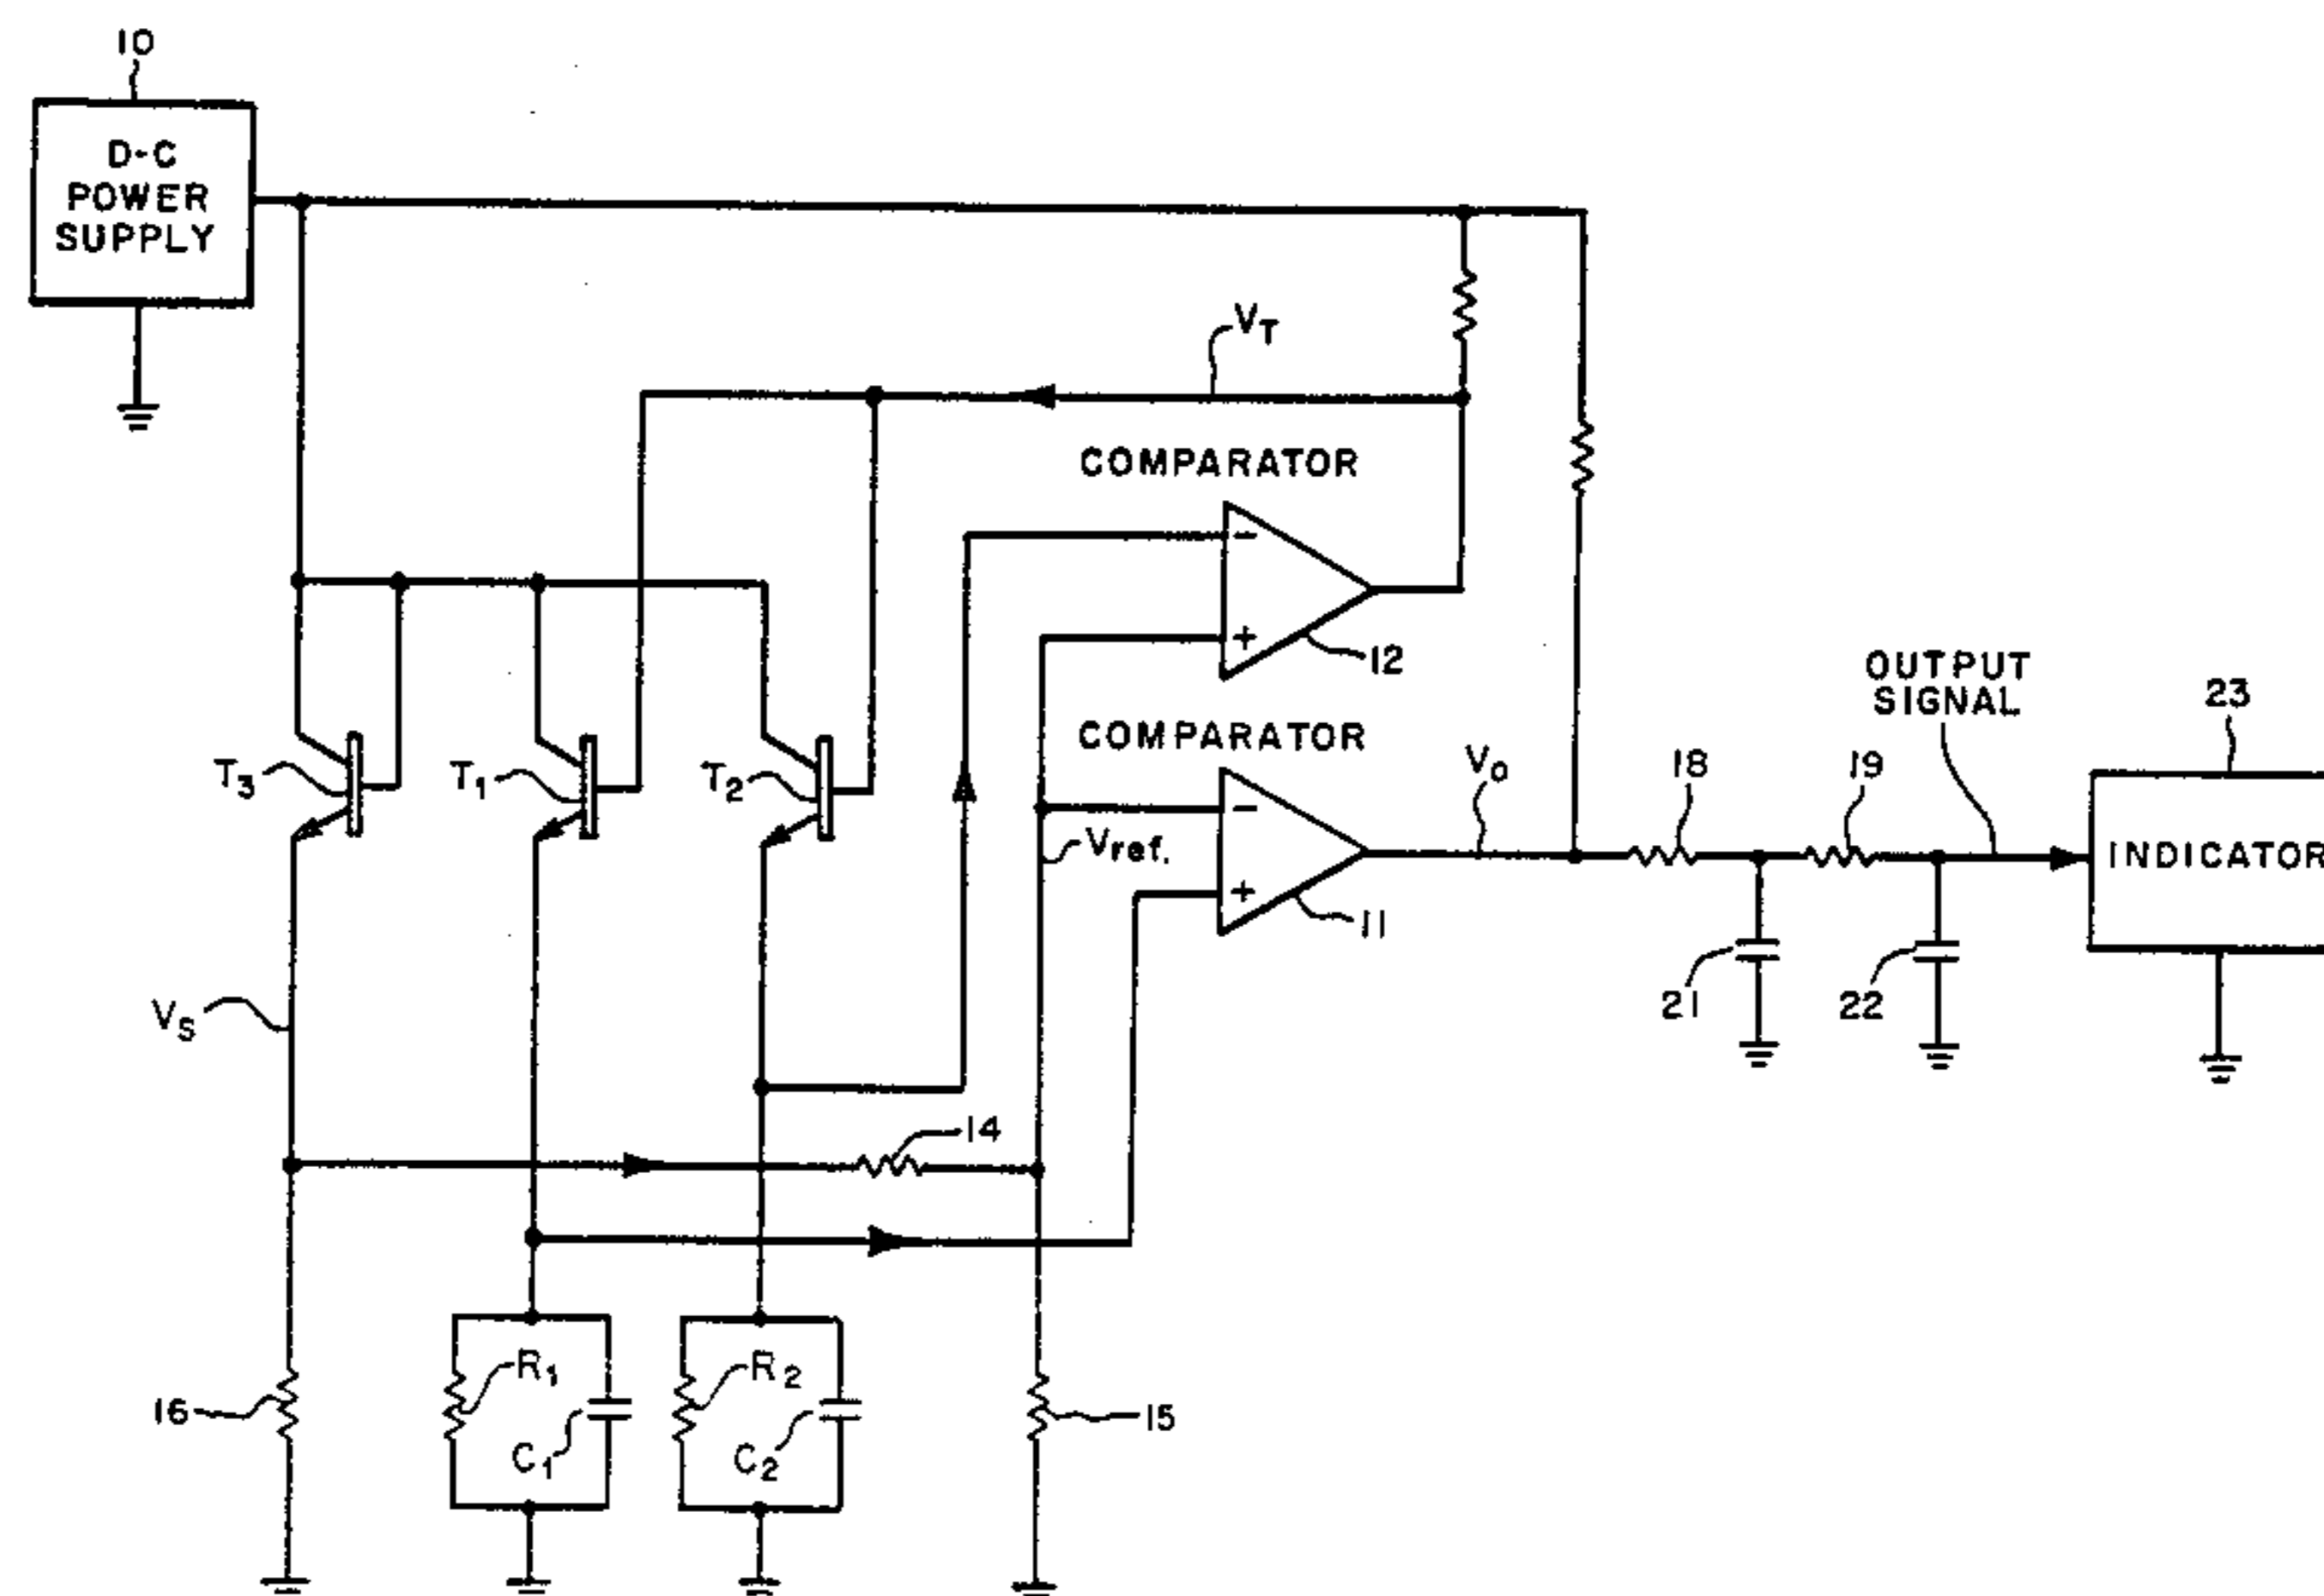 10
D-C
POWER
SUPPLY
VT
COMPARATOR
12
COMPARATOR
OUTPUT
SIGNAL
23
T3
T1
T2
Vref.
Vo
18
19
INDICATOR
11
21
22
VS
14
R1
R2
16
C1
C2
15